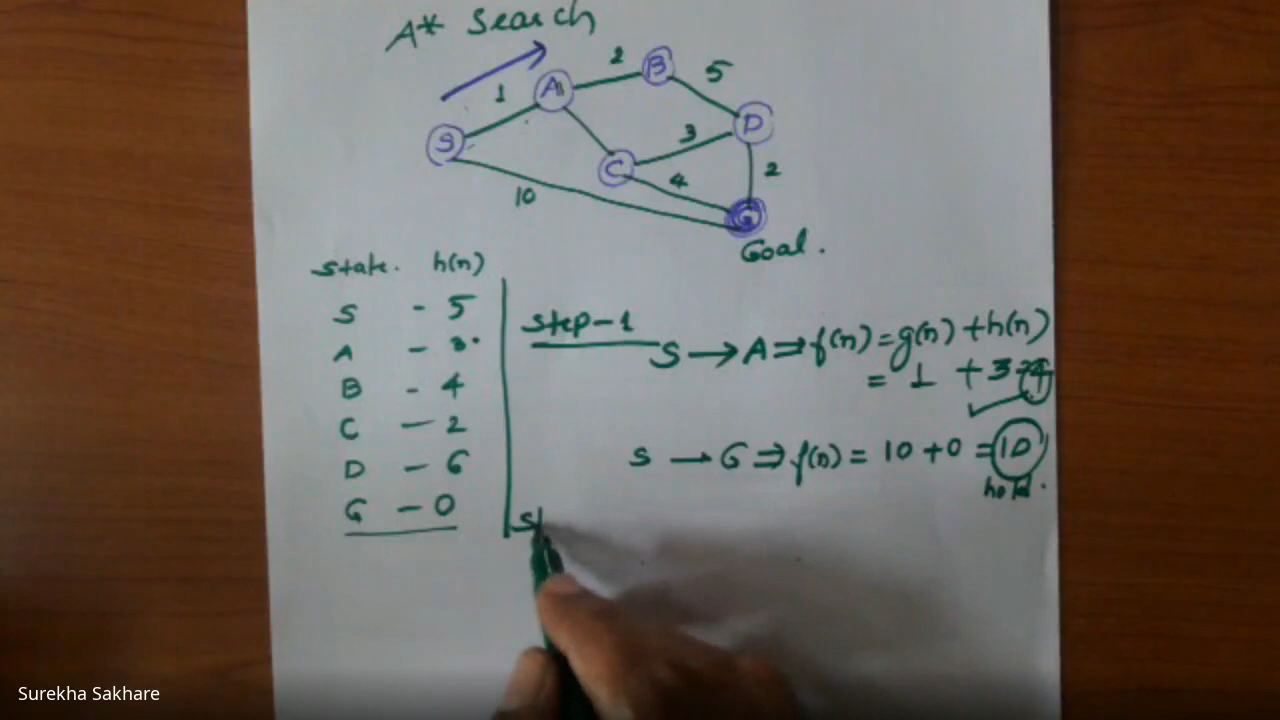 A* Search
1
2
5
3
4
2
10
S
A
B
C
D
G
Goal.
State. h(n)
S - 5
A - 3
B - 4
C - 2
D - 6
G - 0
Step-1
S → A ⇒ f(n) = g(n) + h(n)
= 1 + 3 = 4
S → G ⇒ f(n) = 10 + 0 = 10
hold.
St
Surekha Sakhare